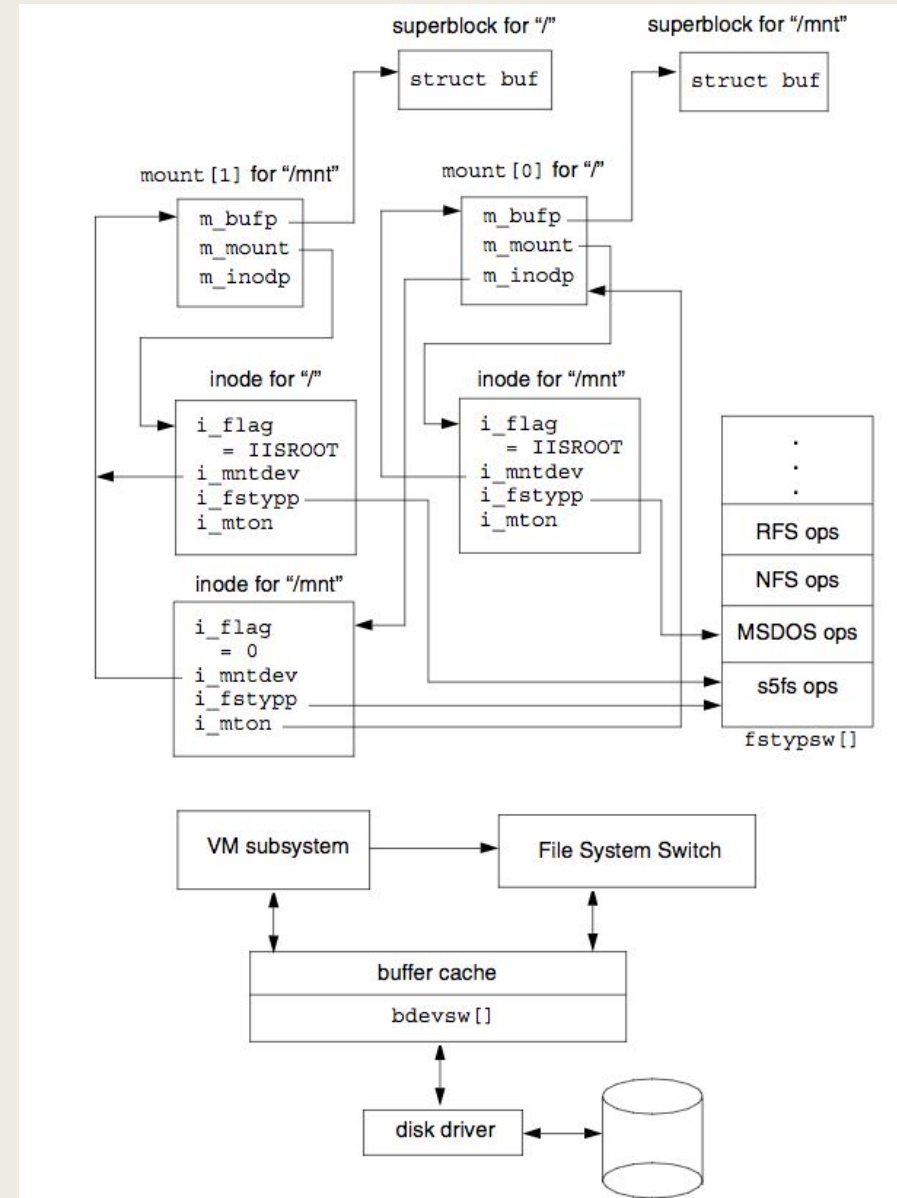 superblock for “/”
superblock for “/mnt”
struct buf
struct buf
mount [1] for “/mnt”
mount [0] for “/”
m_bufp
m_mount
m_inodp
m_bufp
m_mount
m_inodp
inode for “/”
inode for “/mnt”
i_flag
= IISROOT
i_mntdev
i_fstypp
i_mton
i_flag
= IISROOT
i_mntdev
i_fstypp
i_mton
.
.
.
RFS ops
NFS ops
MSDOS ops
s5fs ops
fstypsw[]
inode for “/mnt”
i_flag
= 0
i_mntdev
i_fstypp
i_mton
VM subsystem
File System Switch
buffer cache
bdevsw[]
disk driver